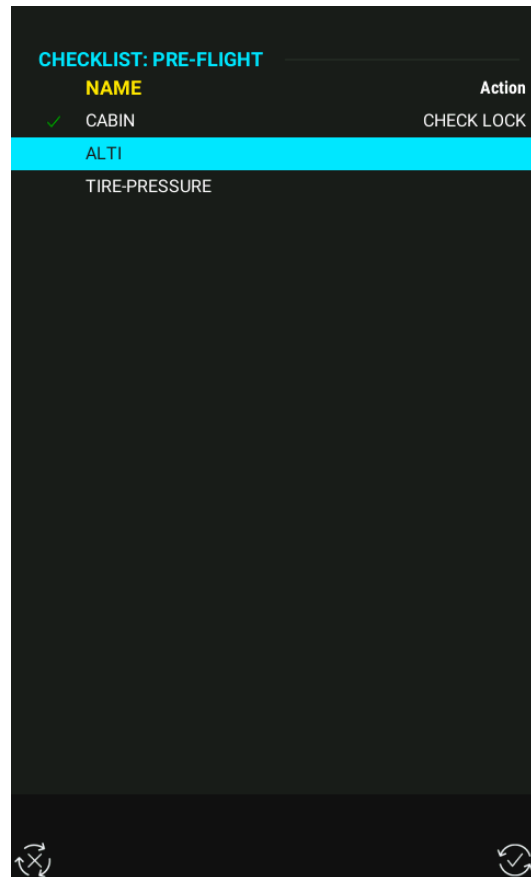 CHECKLIST: PRE-FLIGHT
NAME Action
CABIN CHECK LOCK
ALTI
TIRE-PRESSURE